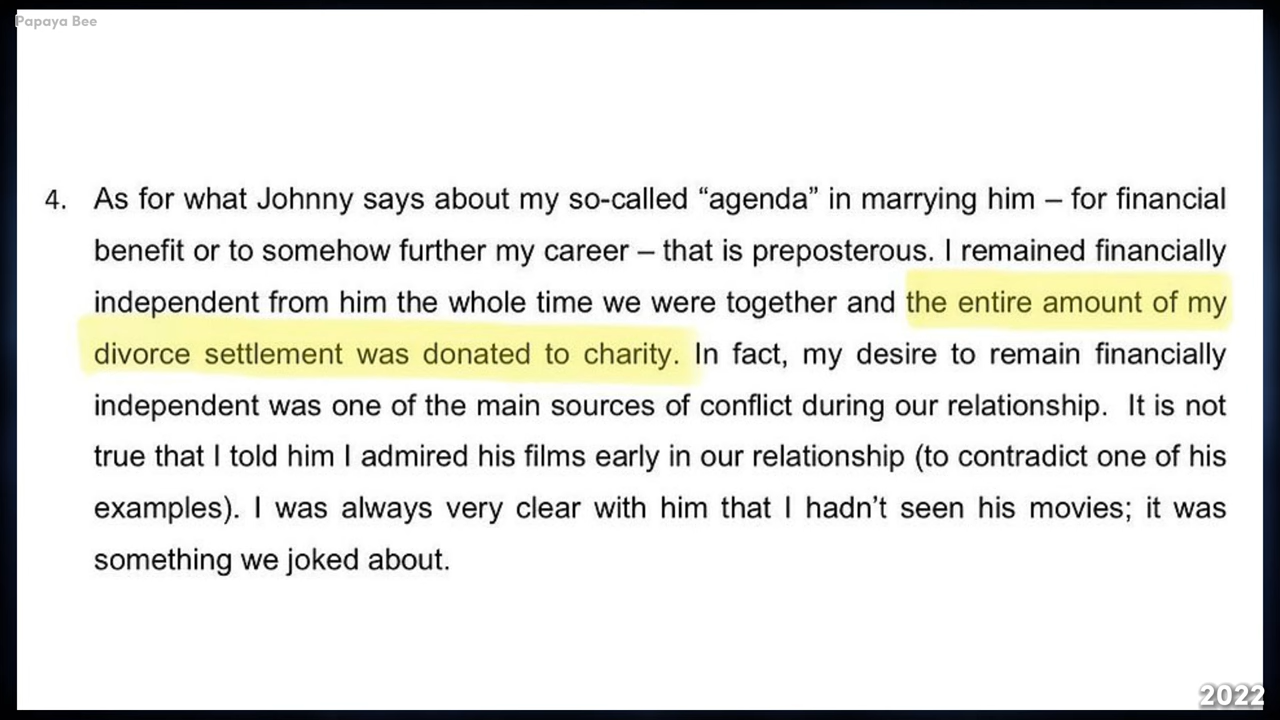 Papaya Bee
4. As for what Johnny says about my so-called “agenda” in marrying him – for financial
benefit or to somehow further my career – that is preposterous. I remained financially
independent from him the whole time we were together and the entire amount of my
divorce settlement was donated to charity. In fact, my desire to remain financially
independent was one of the main sources of conflict during our relationship.  It is not
true that I told him I admired his films early in our relationship (to contradict one of his
examples). I was always very clear with him that I hadn’t seen his movies; it was
something we joked about.
2022